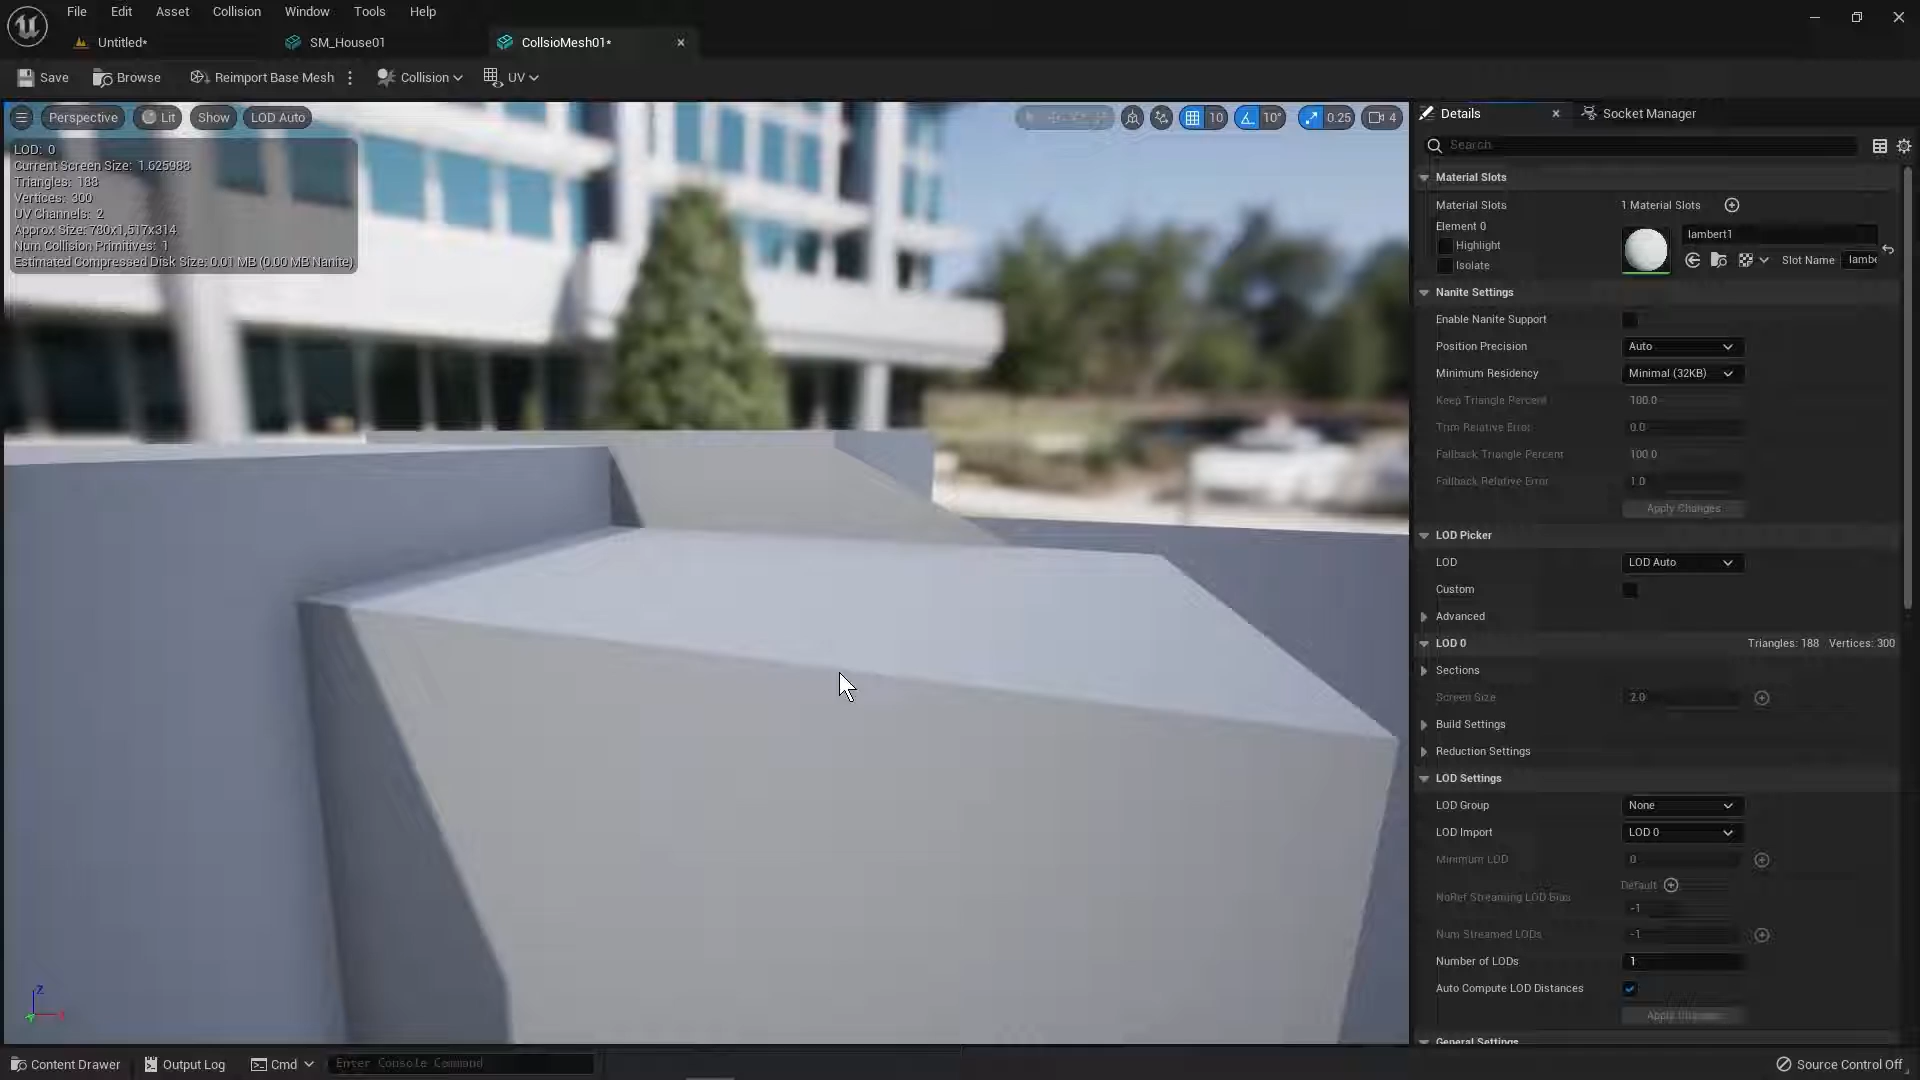 File Edit Asset Collision Window Tools Help
Untitled* SM_House01 CollsioMesh01*
Save Browse Reimport Base Mesh Collision UV
Perspective Lit Show LOD Auto 10 10° 0.25 4
LOD: 0
Current Screen Size: 1.625988
Triangles: 188
Vertices: 300
UV Channels: 2
Approx Size: 780x1,517x314
Num Collision Primitives: 1
Estimated Compressed Disk Size: 0.01 MB (0.00 MB Nanite)
Z
Details Socket Manager
Search
Material Slots
Material Slots 1 Material Slots
Element 0
Highlight
Isolate
lambert1
Slot Name lambe
Nanite Settings
Enable Nanite Support
Position Precision Auto
Minimum Residency Minimal (32KB)
Keep Triangle Percent 100.0
Trim Relative Error 0.0
Fallback Triangle Percent 100.0
Fallback Relative Error 1.0
Apply Changes
LOD Picker
LOD LOD Auto
Custom
Advanced
LOD 0 Triangles: 188 Vertices: 300
Sections
Screen Size 2.0
Build Settings
Reduction Settings
LOD Settings
LOD Group None
LOD Import LOD 0
Minimum LOD 0
NoRef Streaming LOD Bias Default
-1
Num Streamed LODs -1
Number of LODs 1
Auto Compute LOD Distances
Apply Changes
General Settings
Content Drawer Output Log Cmd Enter Console Command Source Control Off